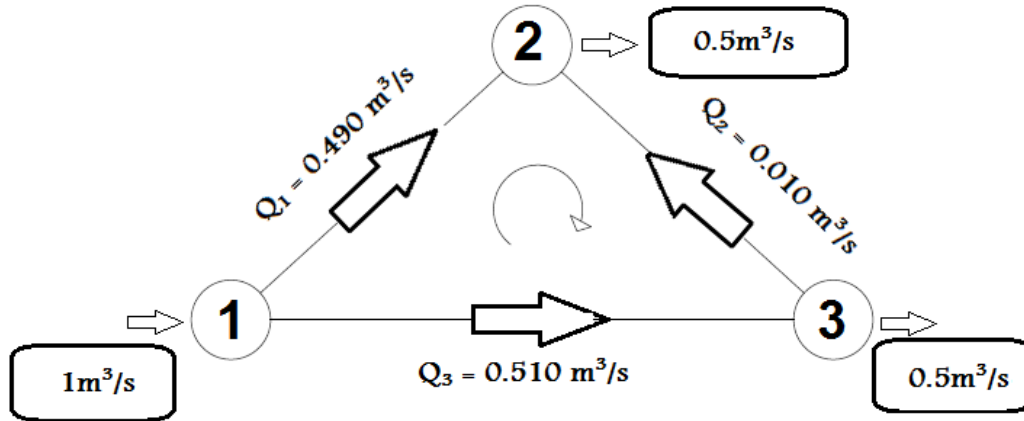 2
0.5m³/s
Q₁ = 0.490 m³/s
Q₂ = 0.010 m³/s
1
3
1m³/s
Q₃ = 0.510 m³/s
0.5m³/s